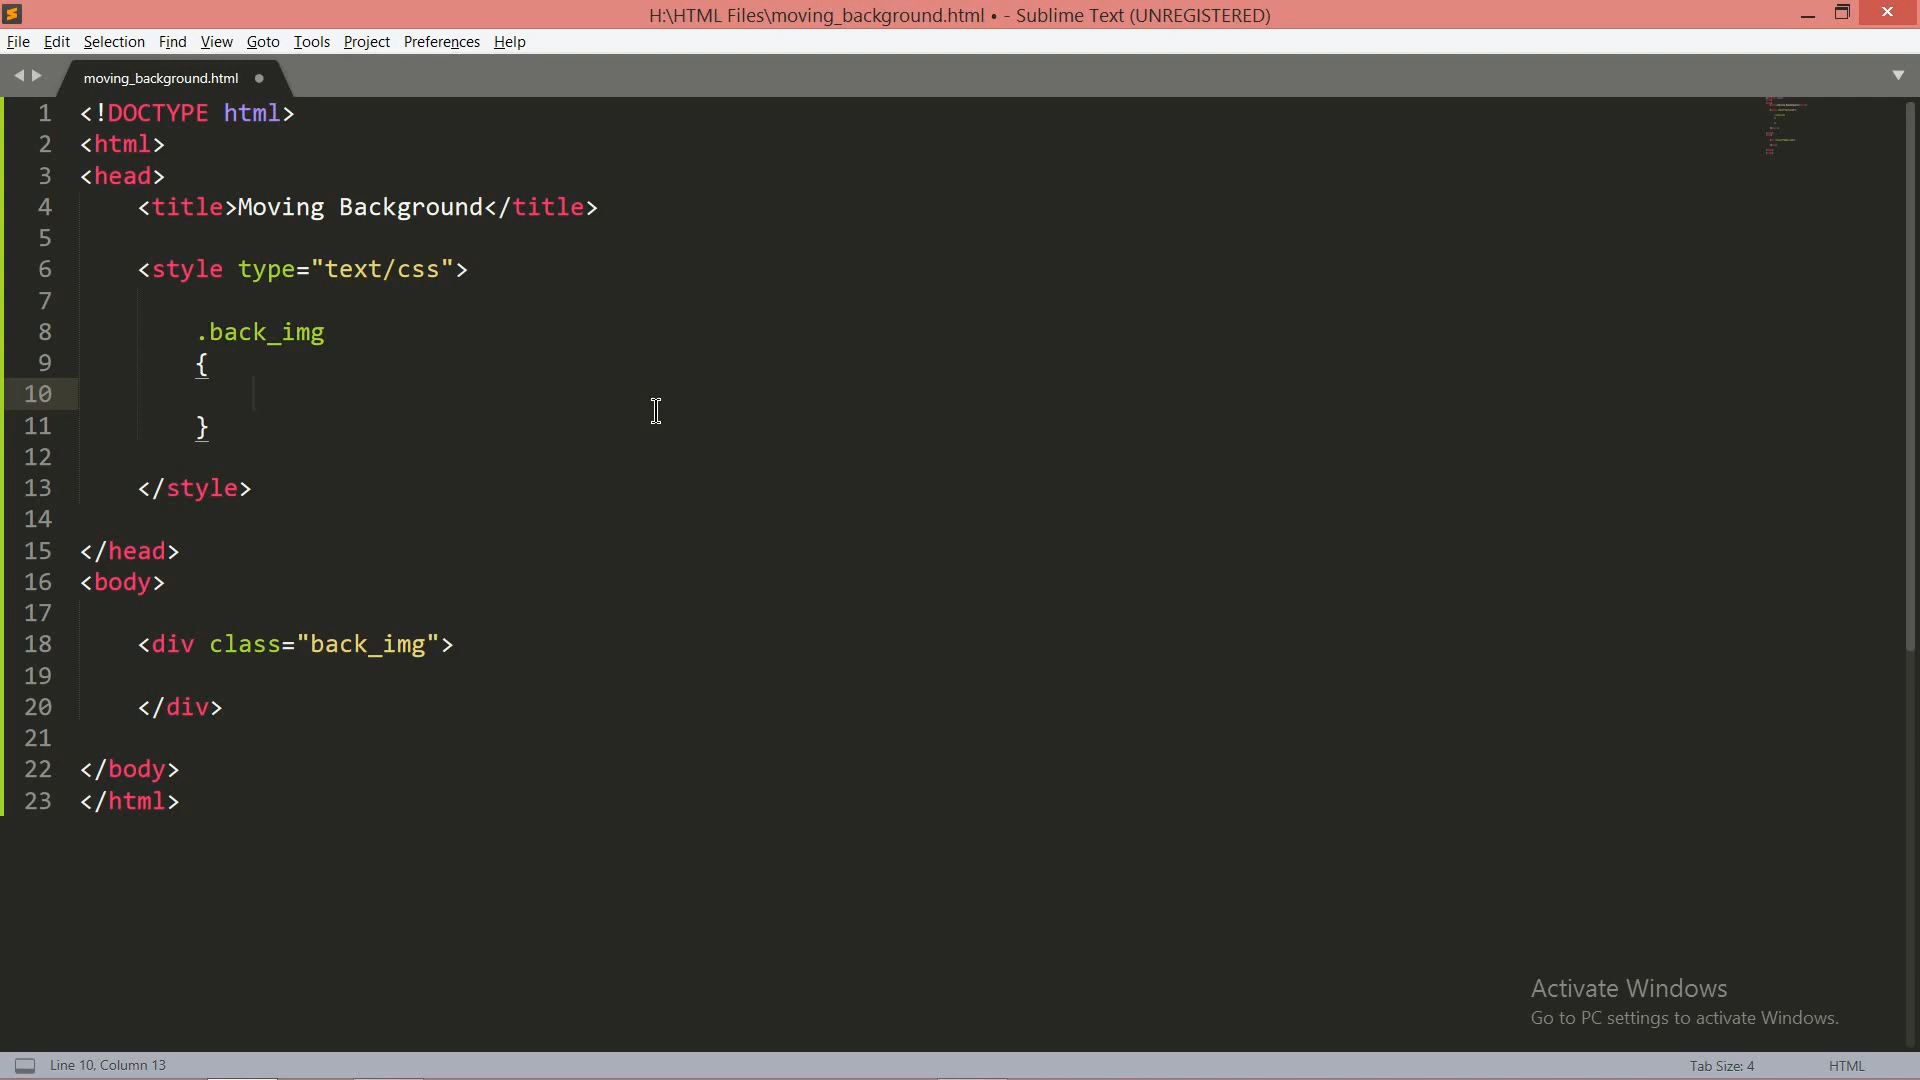 H:\HTML Files\moving_background.html • - Sublime Text (UNREGISTERED)
File Edit Selection Find View Goto Tools Project Preferences Help
moving_background.html
1 <!DOCTYPE html>
2 <html>
3 <head>
4 <title>Moving Background</title>
5
6 <style type="text/css">
7
8 .back_img
9 {
10
11 }
12
13 </style>
14
15 </head>
16 <body>
17
18 <div class="back_img">
19
20 </div>
21
22 </body>
23 </html>
Activate Windows
Go to PC settings to activate Windows.
Line 10, Column 13 Tab Size: 4 HTML